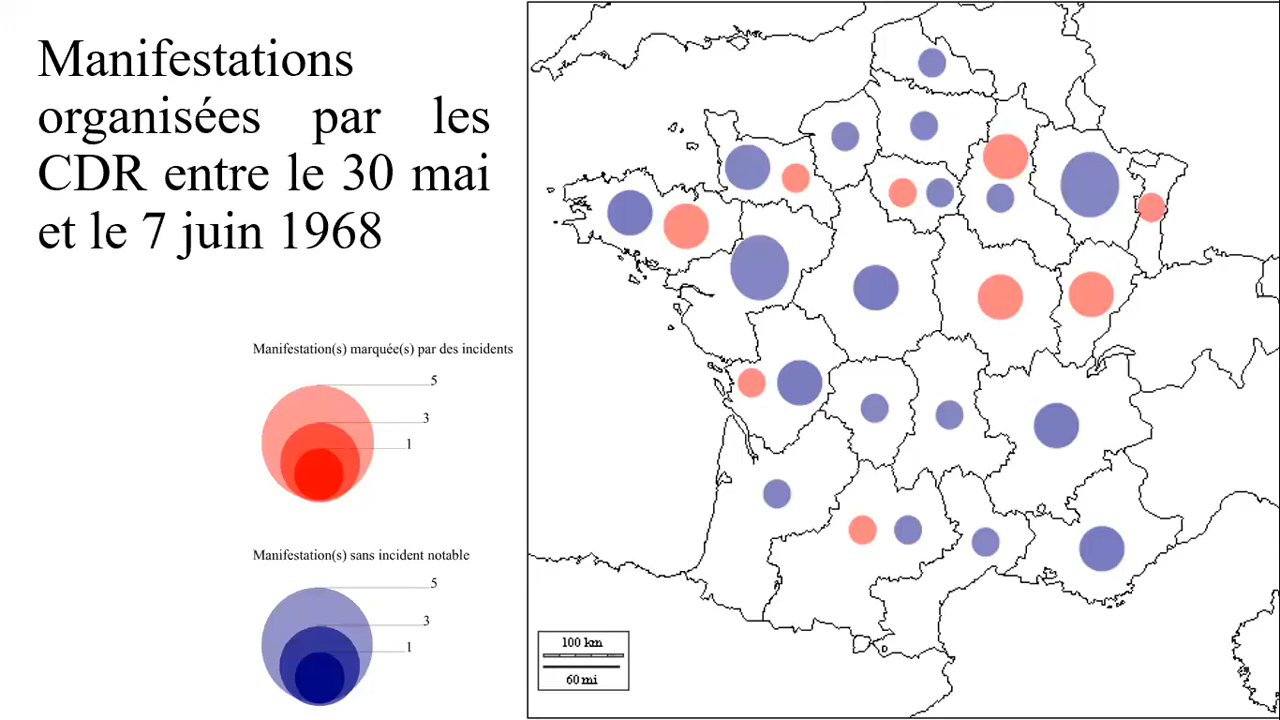 Manifestations
organisées par les
CDR entre le 30 mai
et le 7 juin 1968
Manifestation(s) marquée(s) par des incidents
5
3
1
Manifestation(s) sans incident notable
5
3
1
100 km
60 mi